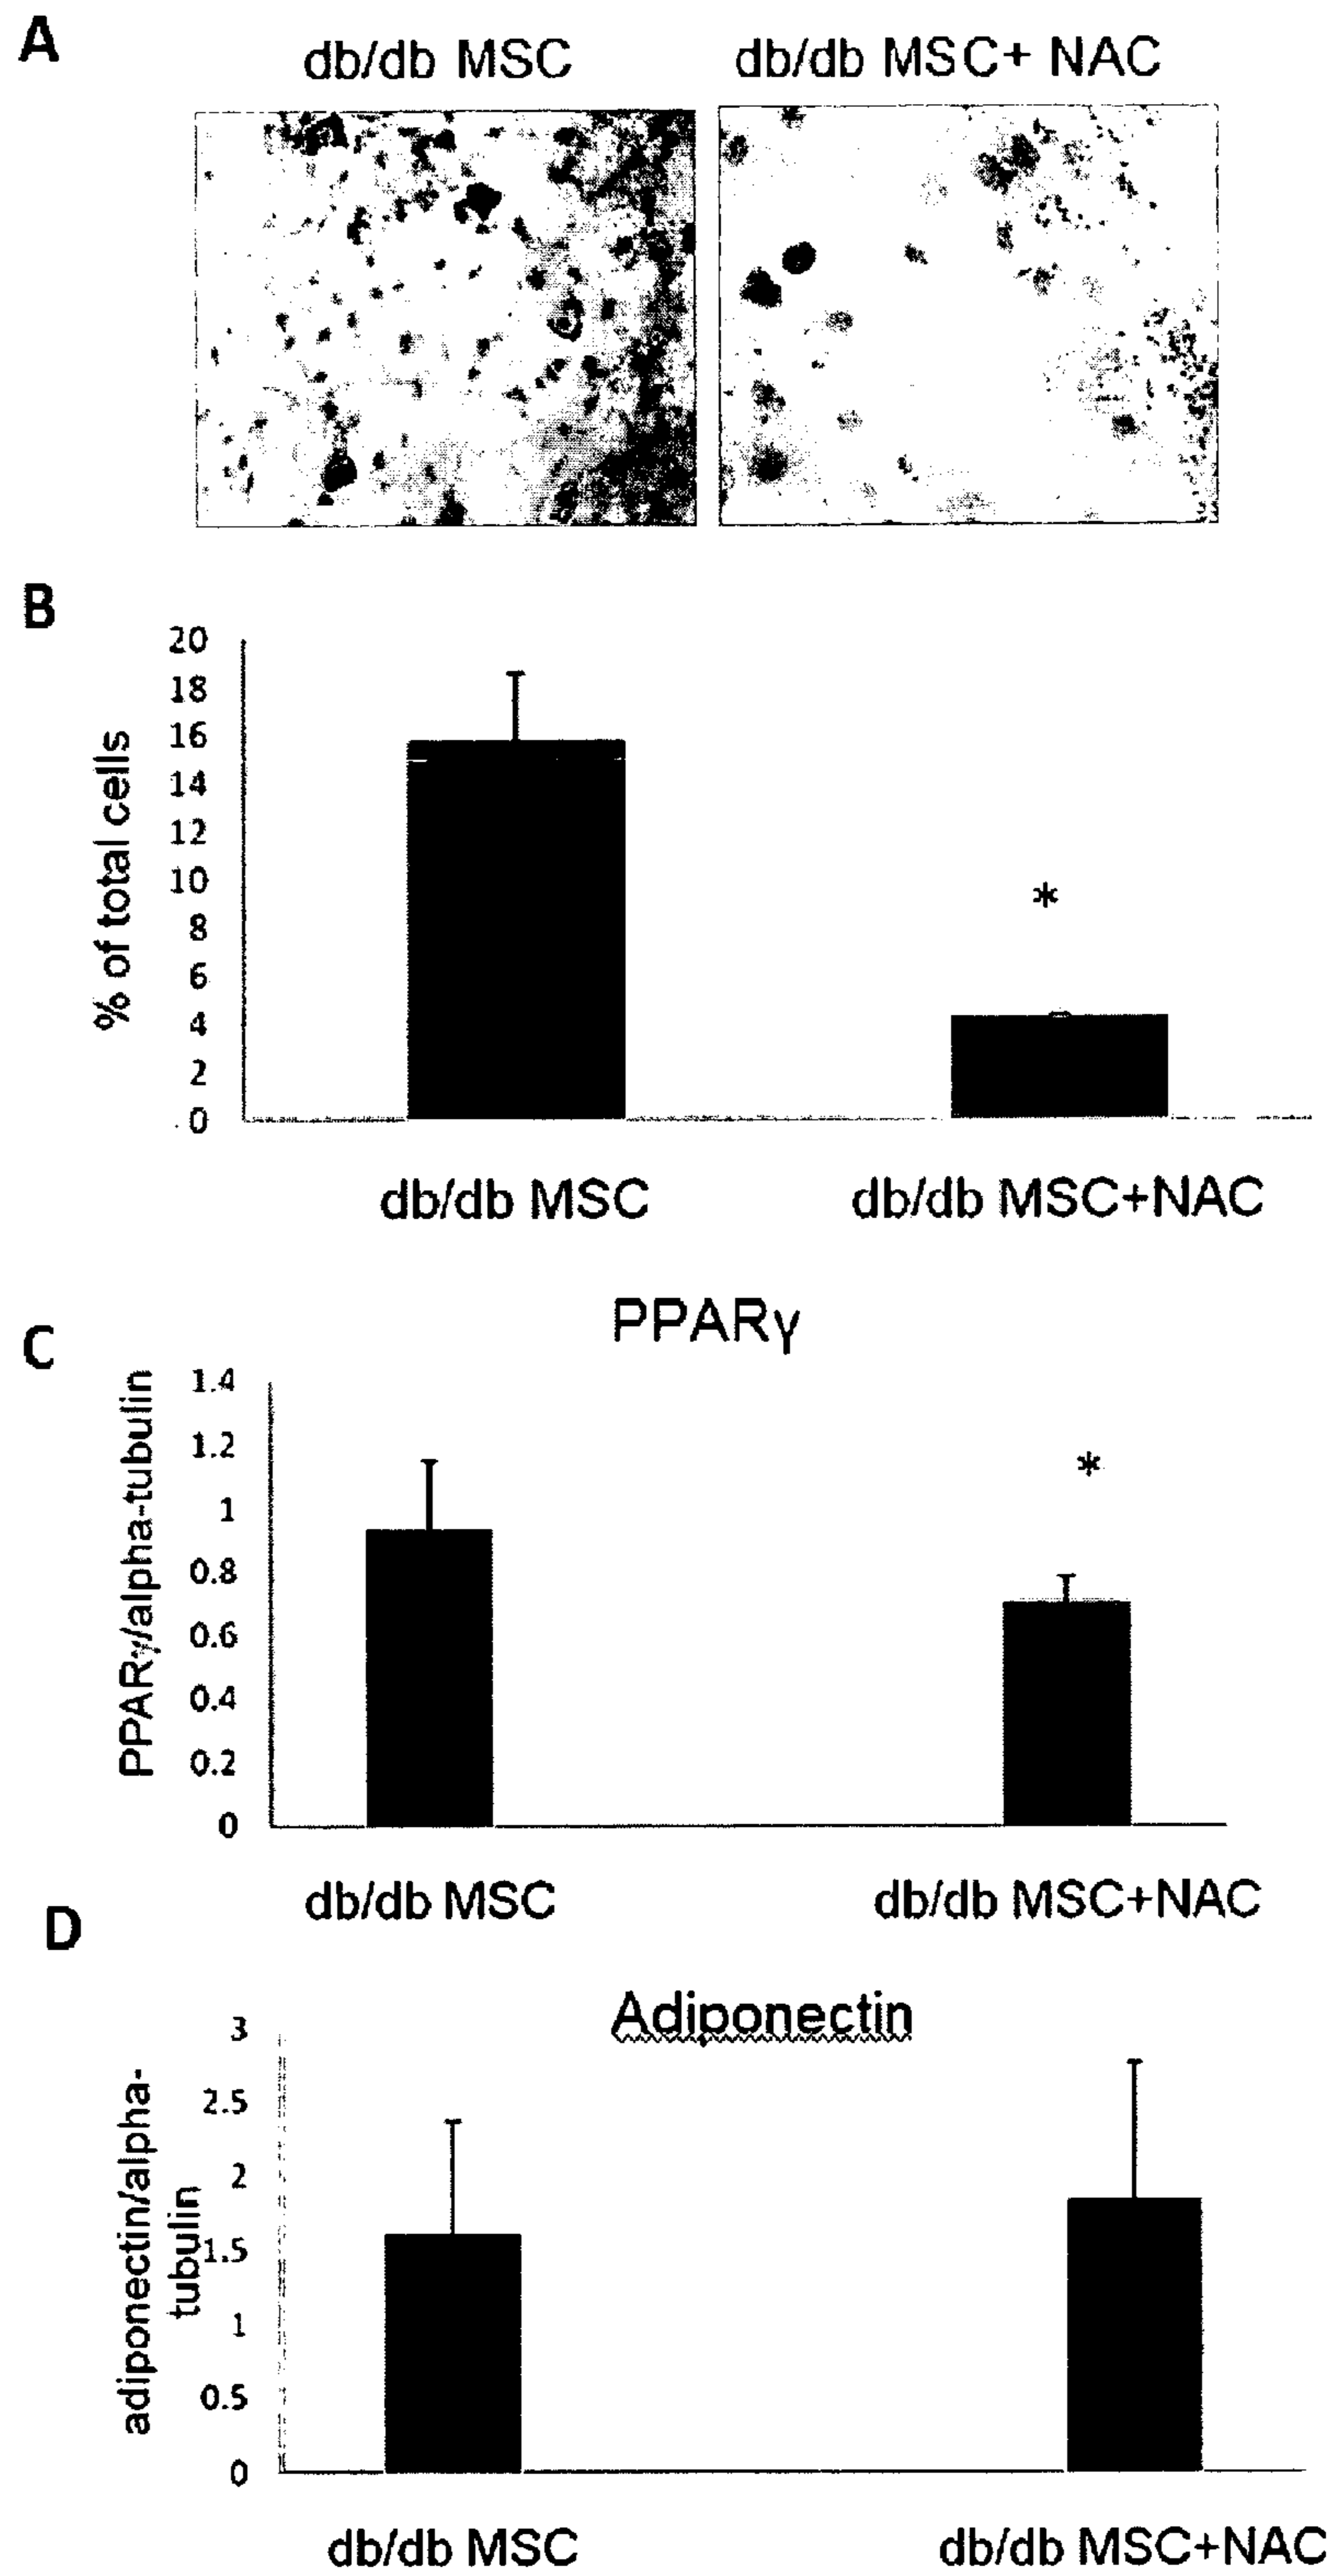 A
db/db MSC
db/db MSC+ NAC
B
% of total cells
20
18
16
14
12
10
8
6
4
2
0
*
db/db MSC
db/db MSC+NAC
C
PPARγ
PPARγ/alpha-tubulin
1.4
1.2
1
0.8
0.6
0.4
0.2
0
*
db/db MSC
db/db MSC+NAC
D
Adiponectin
adiponectin/alpha-
tubulin
3
2.5
2
1.5
1
0.5
0
db/db MSC
db/db MSC+NAC